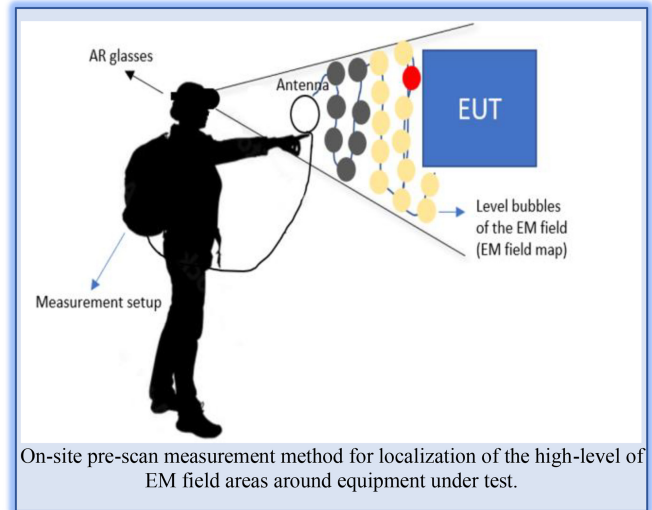 AR glasses
Antenna
EUT
Level bubbles
of the EM field
(EM field map)
Measurement setup
On-site pre-scan measurement method for localization of the high-level of
EM field areas around equipment under test.